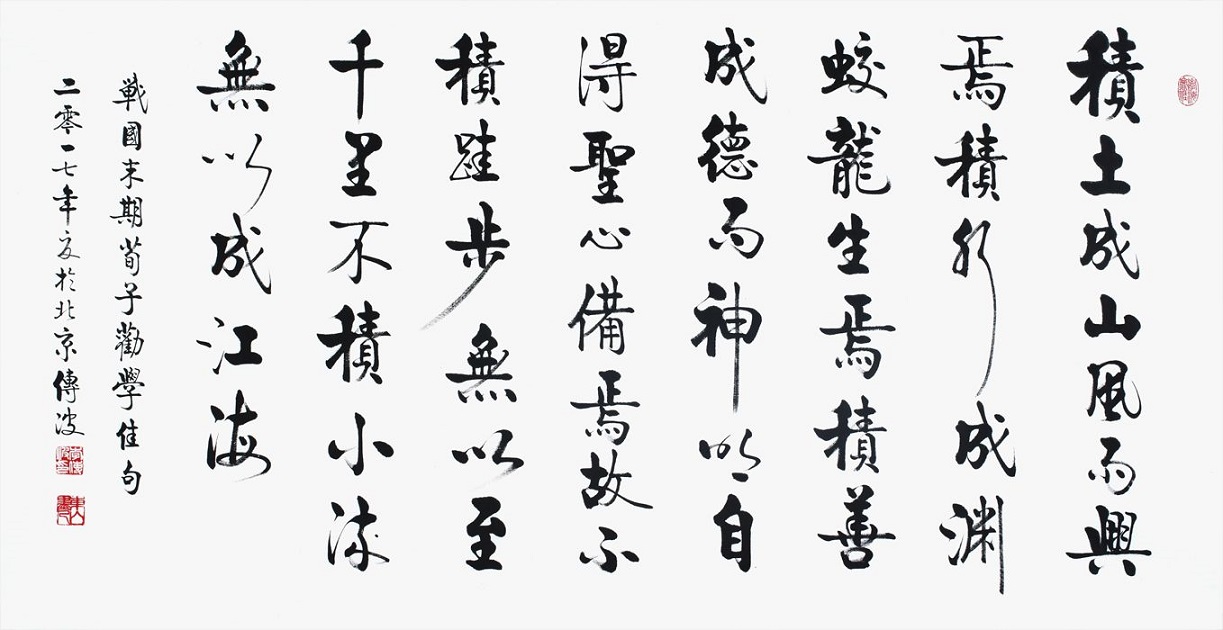 積土成山風雨興
焉積水成淵
蛟龍生焉積善
成德而神明自
得聖心備焉故不
積跬步無以至
千里不積小流
無以成江海
戰國末期荀子勸學佳句
二零一七年夏於北京傳波